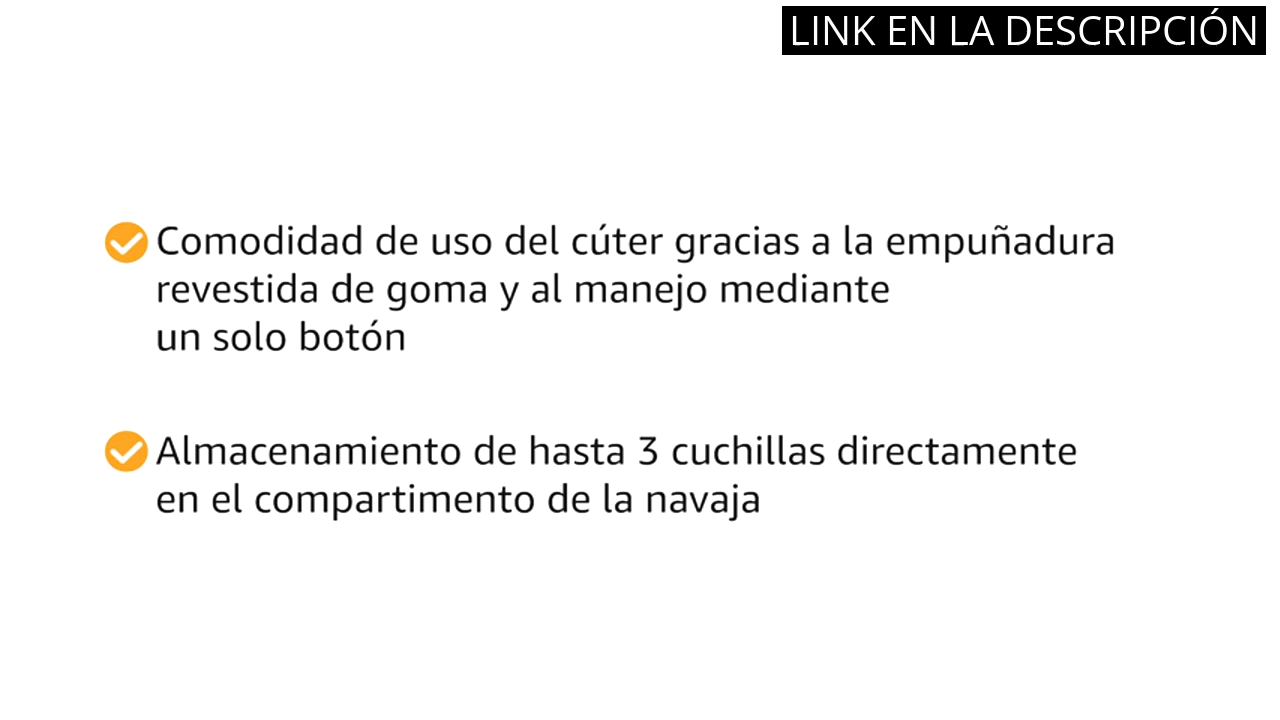 LINK EN LA DESCRIPCIÓN
Comodidad de uso del cúter gracias a la empuñadura
revestida de goma y al manejo mediante
un solo botón
Almacenamiento de hasta 3 cuchillas directamente
en el compartimento de la navaja